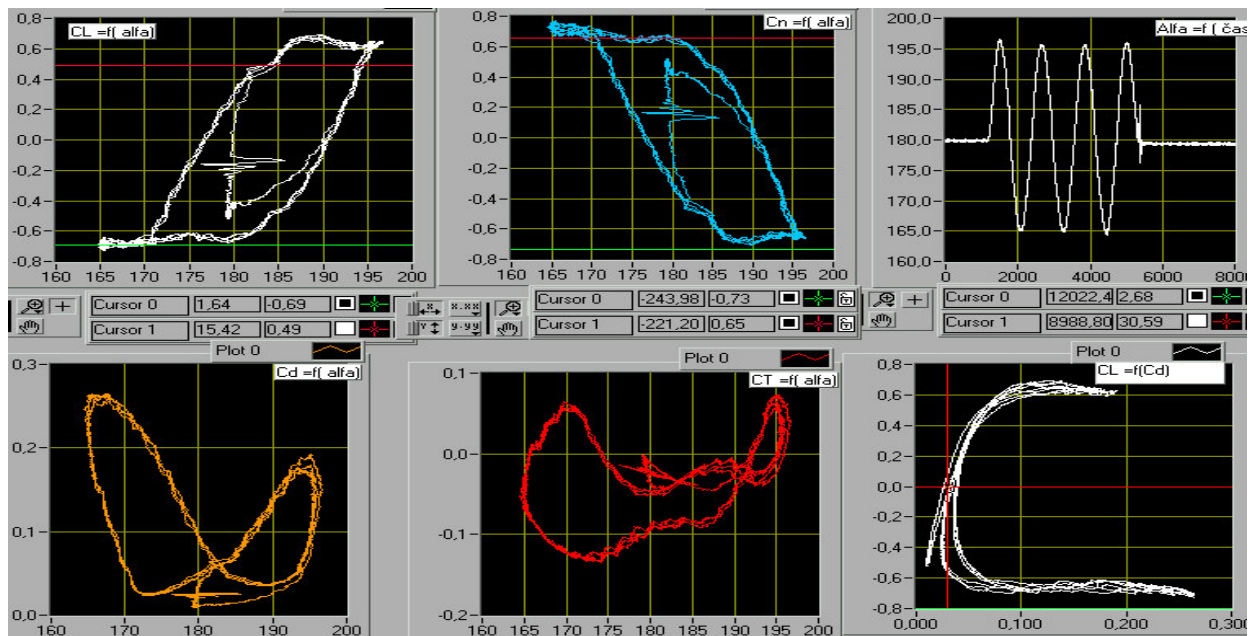 CL =f( alfa)
0,8-
0,6-
0,4-
0,2-
0,0-
-0,2-
-0,4-
-0,6-
-0,8-
160 165 170 175 180 185 190 195 200
Cn =f( alfa)
0,8-
0,6-
0,4-
0,2-
0,0-
-0,2-
-0,4-
-0,6-
-0,8-
160 165 170 175 180 185 190 195 200
Alfa =f ( čas
200,0-
195,0-
190,0-
185,0-
180,0-
175,0-
170,0-
165,0-
160,0-
0 2000 4000 6000 8000
Cursor 0 1,64 -0,69
Cursor 1 15,42 0,49
x x.xx
Y y.yy
Cursor 0 -243,98 -0,73
Cursor 1 -221,20 0,65
Cursor 0 12022,4 2,68
Cursor 1 8988,80 30,59
Plot 0
Cd =f( alfa)
0,3-
0,2-
0,1-
0,0-
160 170 180 190 200
Plot 0
CT =f( alfa)
0,1-
0,0-
-0,1-
-0,2-
160 165 170 175 180 185 190 195 200
Plot 0
CL =f(Cd)
0,8-
0,6-
0,4-
0,2-
0,0-
-0,2-
-0,4-
-0,6-
-0,8-
0,000 0,100 0,200 0,300